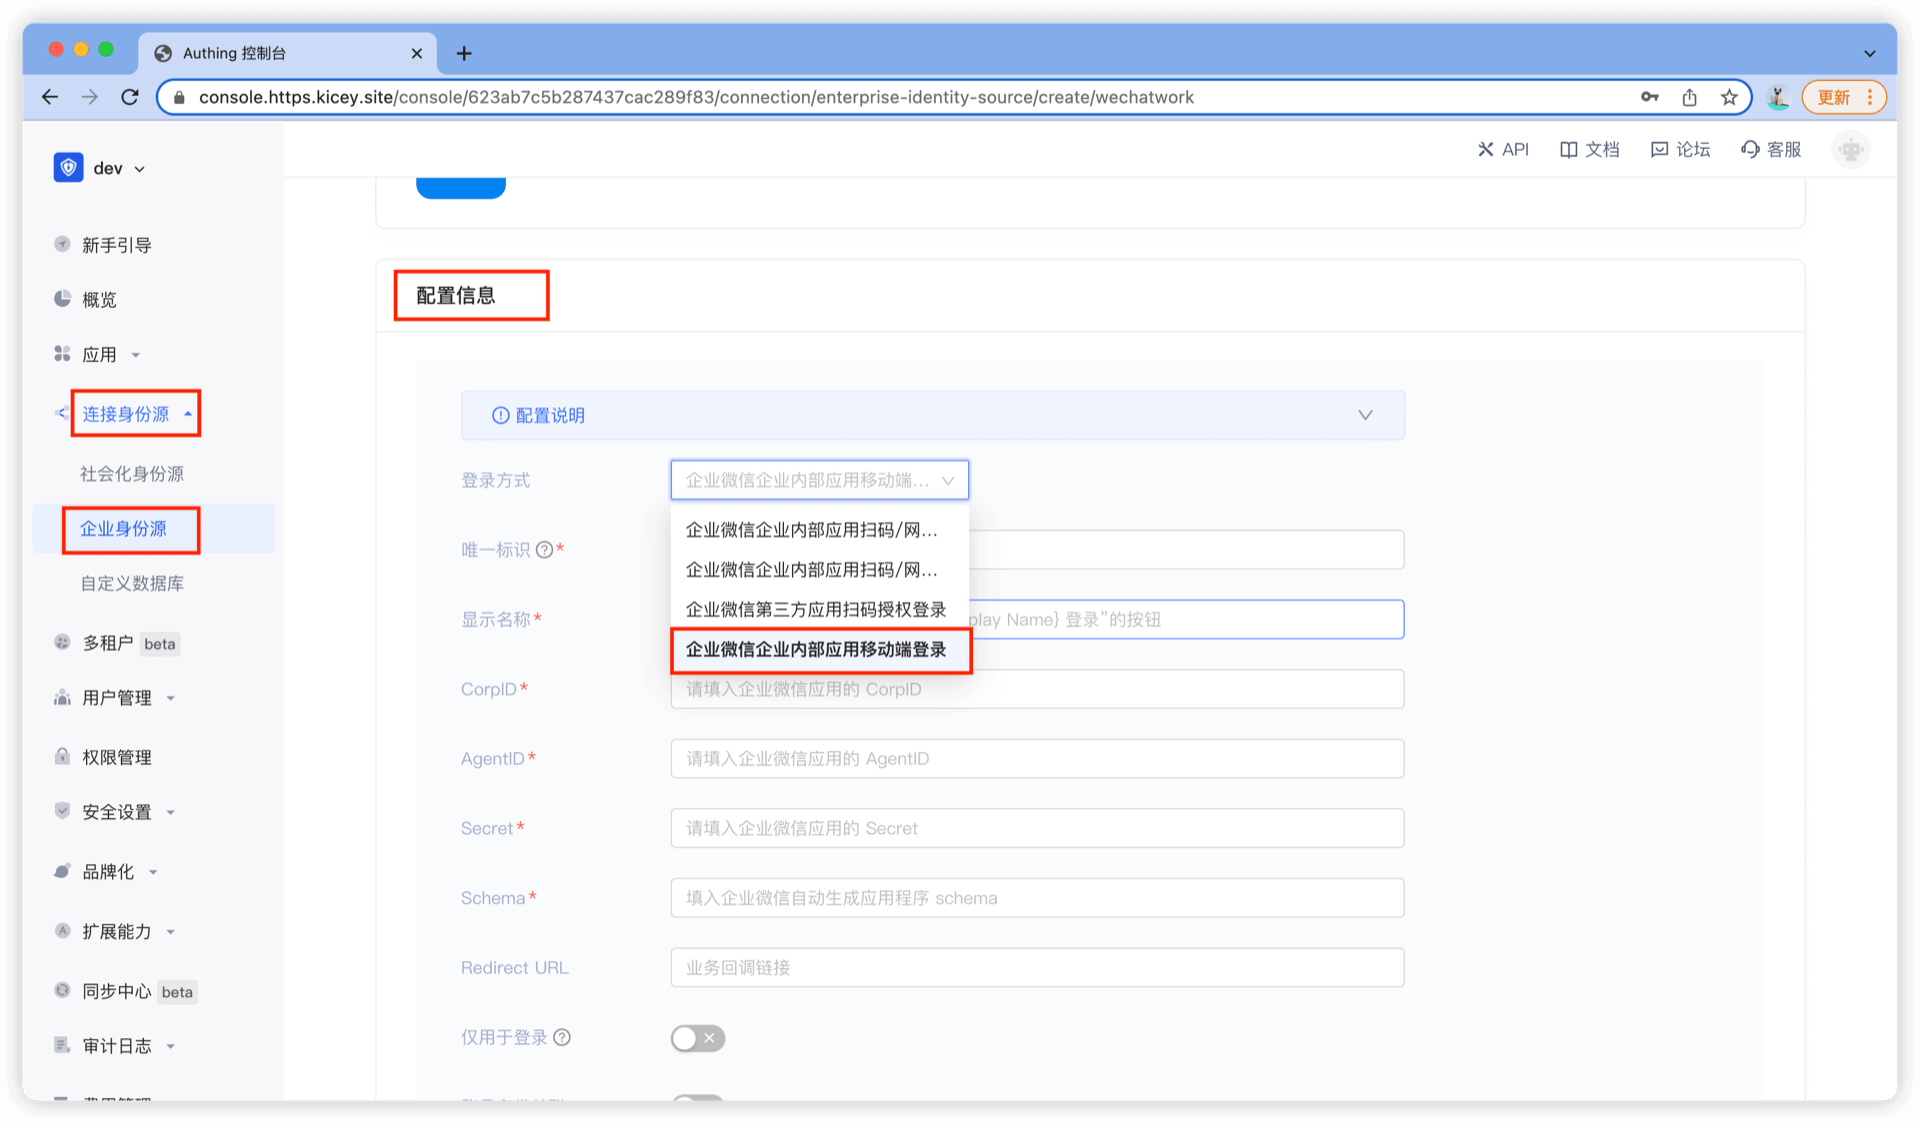 Authing 控制台
console.https.kicey.site/console/623ab7c5b287437cac289f83/connection/enterprise-identity-source/create/wechatwork
更新
dev
API
文档
论坛
客服
新手引导
概览
应用
连接身份源
社会化身份源
企业身份源
自定义数据库
多租户 beta
用户管理
权限管理
安全设置
品牌化
扩展能力
同步中心 beta
审计日志
配置信息
配置说明
登录方式
企业微信企业内部应用移动端...
企业微信企业内部应用扫码/网...
企业微信企业内部应用扫码/网...
企业微信第三方应用扫码授权登录
企业微信企业内部应用移动端登录
唯一标识 *
显示名称 *
play Name} 登录”的按钮
CorpID *
请填入企业微信应用的 CorpID
AgentID *
请填入企业微信应用的 AgentID
Secret *
请填入企业微信应用的 Secret
Schema *
填入企业微信自动生成应用程序 schema
Redirect URL
业务回调链接
仅用于登录